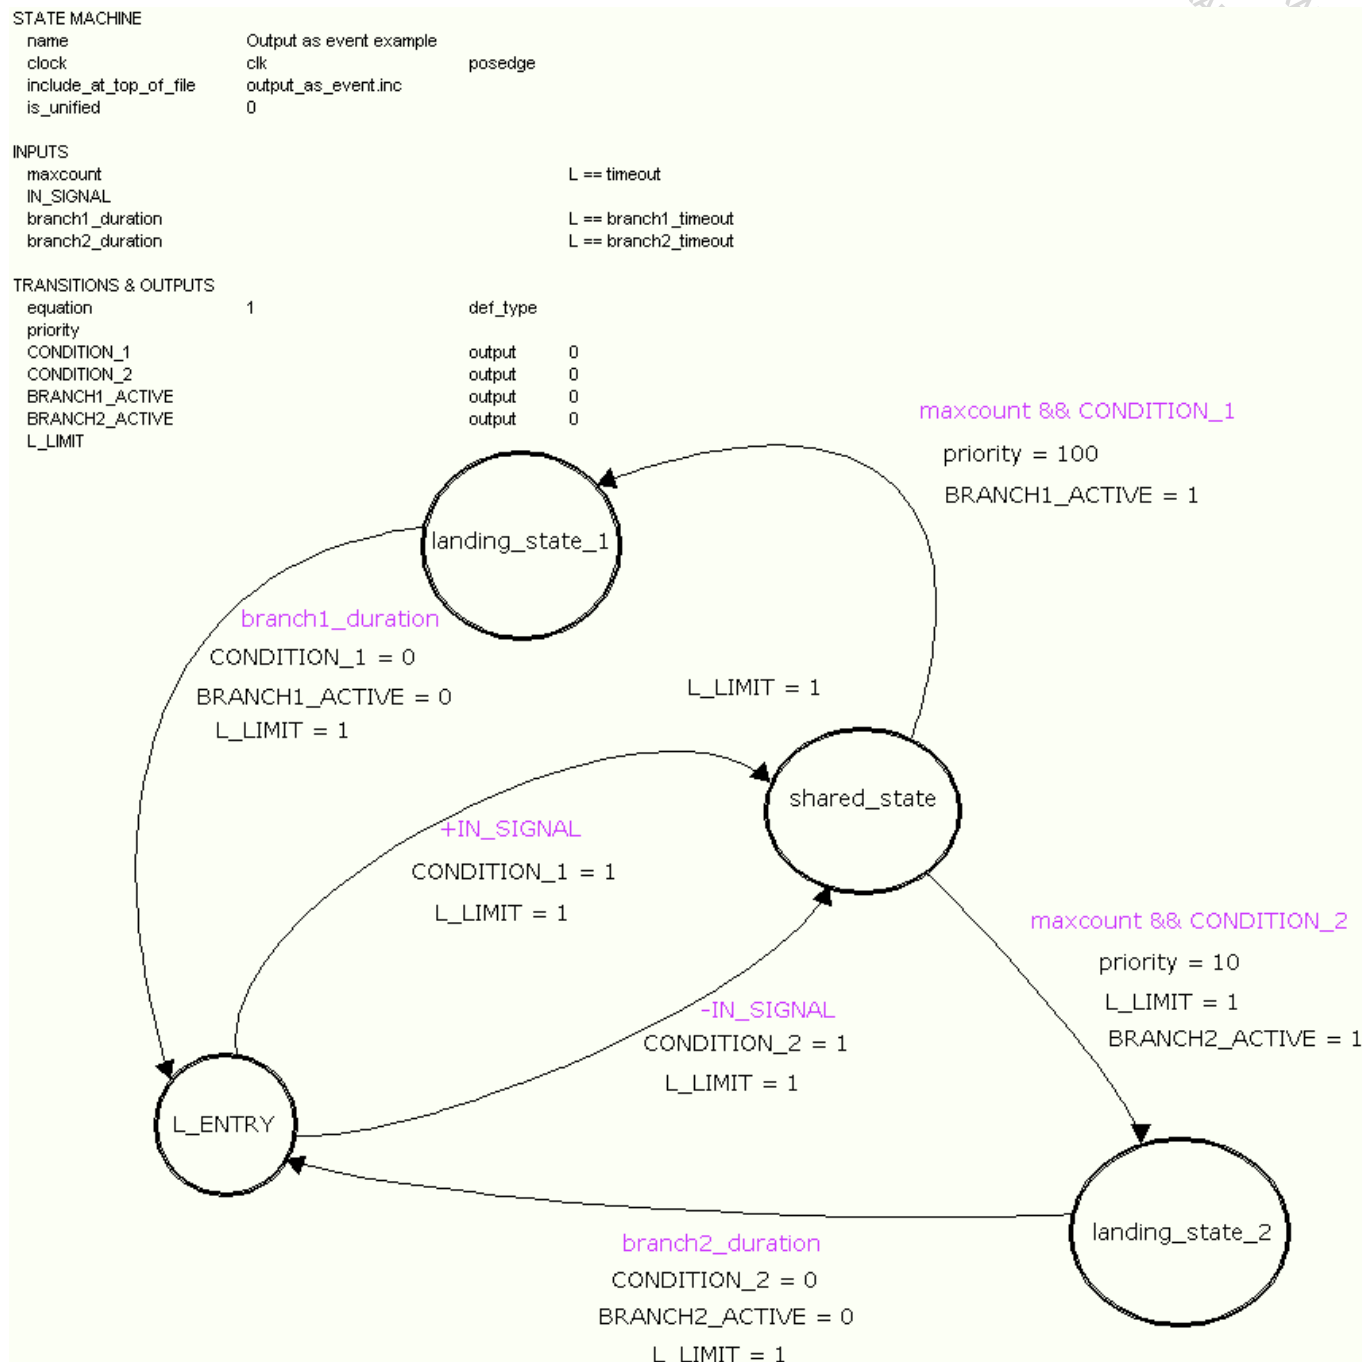 STATE MACHINE
name Output as event example
clock clk posedge
include_at_top_of_file output_as_event.inc
is_unified 0
INPUTS
maxcount L == timeout
IN_SIGNAL
branch1_duration L == branch1_timeout
branch2_duration L == branch2_timeout
TRANSITIONS & OUTPUTS
equation 1 def_type
priority
CONDITION_1 output 0
CONDITION_2 output 0
BRANCH1_ACTIVE output 0
BRANCH2_ACTIVE output 0
L_LIMIT
maxcount && CONDITION_1
priority = 100
BRANCH1_ACTIVE = 1
landing_state_1
branch1_duration
CONDITION_1 = 0
BRANCH1_ACTIVE = 0
L_LIMIT = 1
L_LIMIT = 1
shared_state
+IN_SIGNAL
CONDITION_1 = 1
L_LIMIT = 1
maxcount && CONDITION_2
priority = 10
L_LIMIT = 1
BRANCH2_ACTIVE = 1
-IN_SIGNAL
CONDITION_2 = 1
L_LIMIT = 1
L_ENTRY
landing_state_2
branch2_duration
CONDITION_2 = 0
BRANCH2_ACTIVE = 0
L_LIMIT = 1